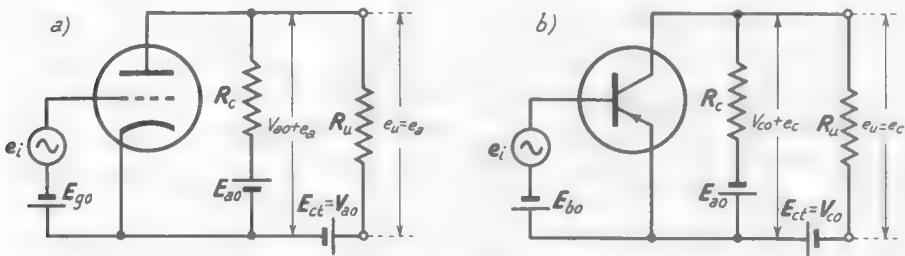 a)
R_c
V_ao+e_a
R_u
e_u=e_a
e_i
E_go
E_ao
E_ct=V_ao
b)
R_c
V_co+e_c
R_u
e_u=e_c
e_i
E_bo
E_ao
E_ct=V_co